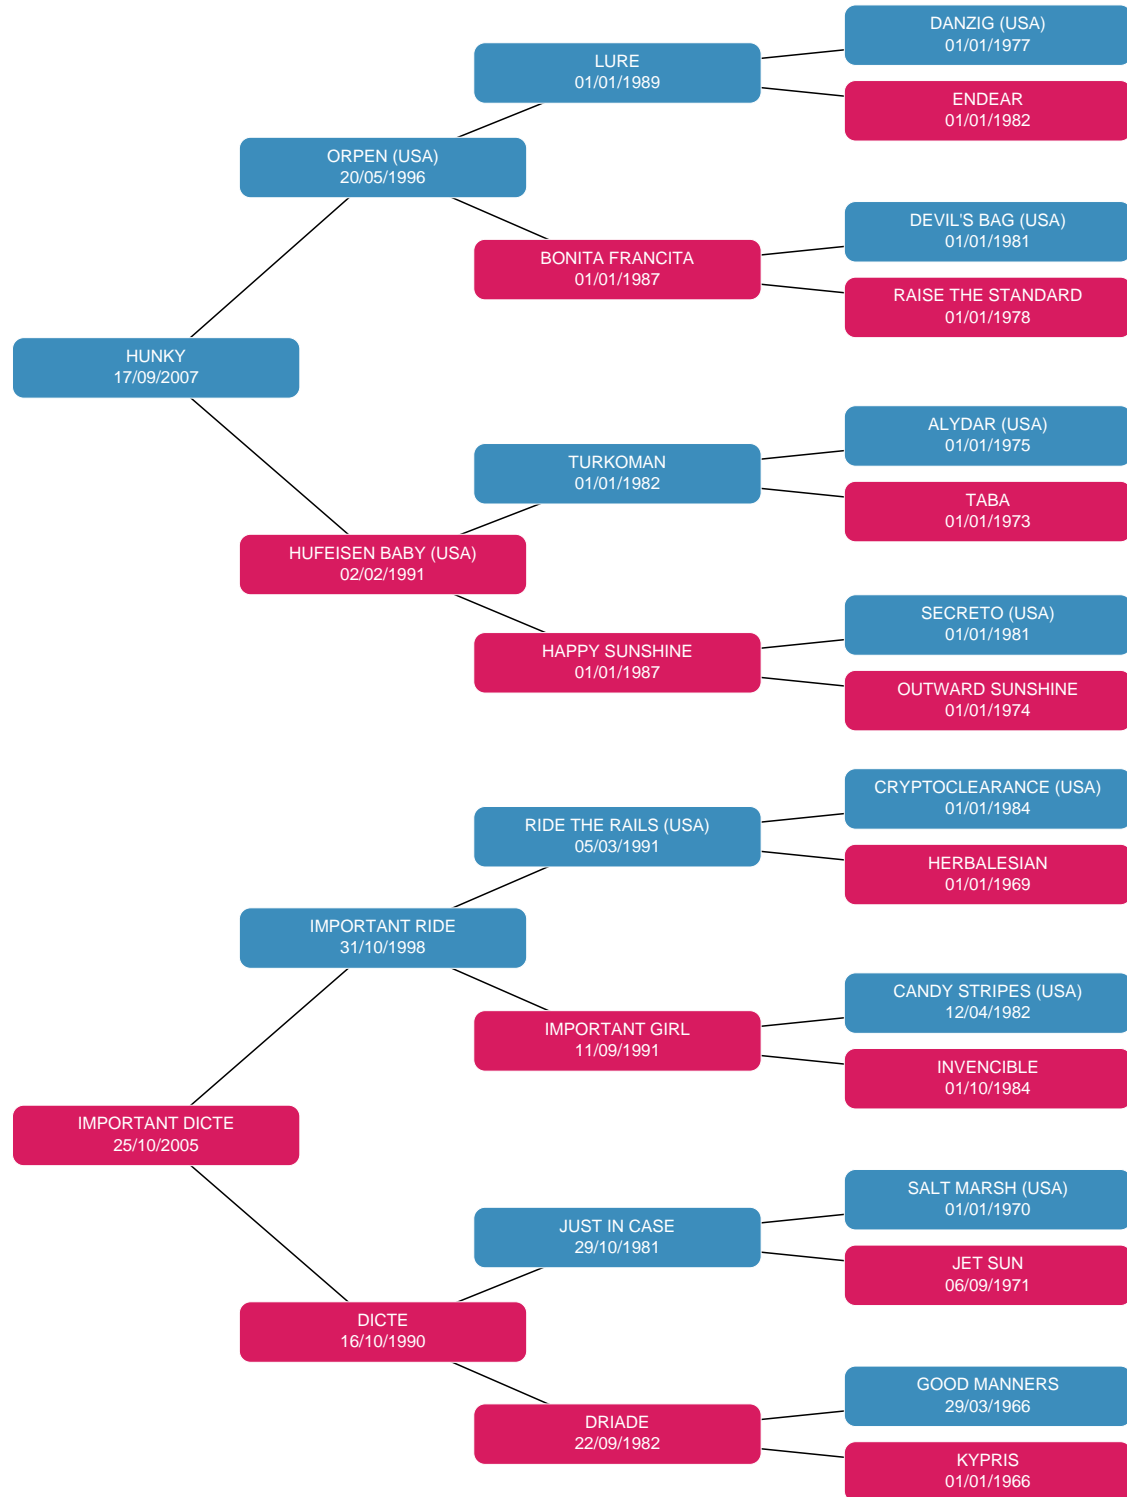 DANZIG (USA)
01/01/1977
LURE
01/01/1989
ENDEAR
01/01/1982
ORPEN (USA)
20/05/1996
DEVIL'S BAG (USA)
01/01/1981
BONITA FRANCITA
01/01/1987
RAISE THE STANDARD
01/01/1978
HUNKY
17/09/2007
ALYDAR (USA)
01/01/1975
TURKOMAN
01/01/1982
TABA
01/01/1973
HUFEISEN BABY (USA)
02/02/1991
SECRETO (USA)
01/01/1981
HAPPY SUNSHINE
01/01/1987
OUTWARD SUNSHINE
01/01/1974
CRYPTOCLEARANCE (USA)
01/01/1984
RIDE THE RAILS (USA)
05/03/1991
HERBALESIAN
01/01/1969
IMPORTANT RIDE
31/10/1998
CANDY STRIPES (USA)
12/04/1982
IMPORTANT GIRL
11/09/1991
INVENCIBLE
01/10/1984
IMPORTANT DICTE
25/10/2005
SALT MARSH (USA)
01/01/1970
JUST IN CASE
29/10/1981
JET SUN
06/09/1971
DICTE
16/10/1990
GOOD MANNERS
29/03/1966
DRIADE
22/09/1982
KYPRIS
01/01/1966